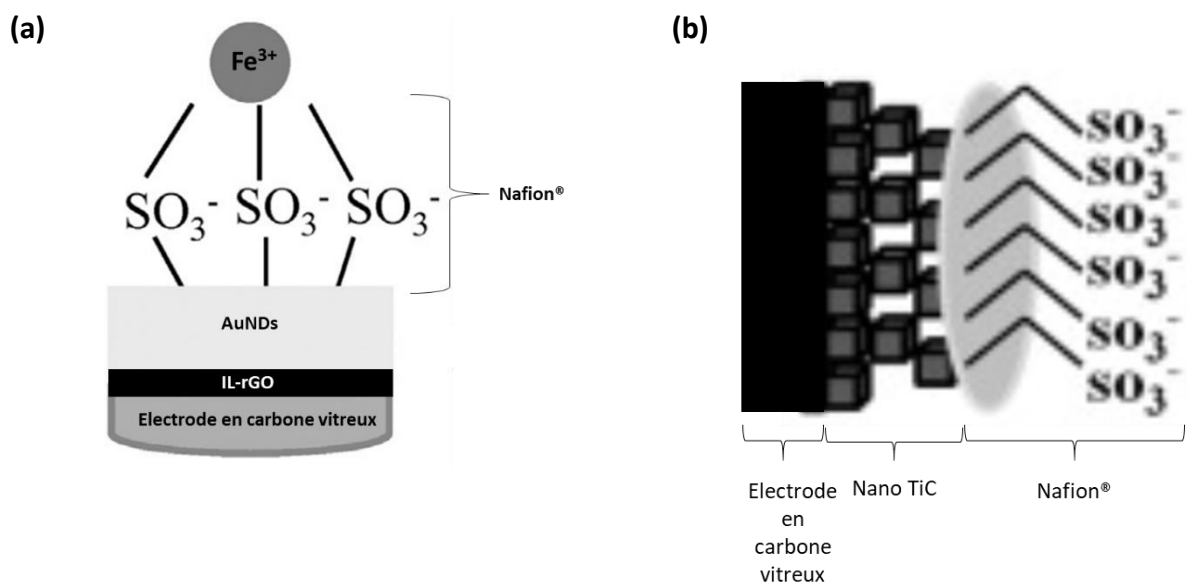 (a)
Fe³⁺
SO₃⁻ SO₃⁻ SO₃⁻
Nafion®
AuNDs
IL-rGO
Electrode en carbone vitreux
(b)
SO₃⁻
SO₃⁻
SO₃⁻
SO₃⁻
SO₃⁻
SO₃⁻
Electrode
en
carbone
vitreux
Nano TiC
Nafion®